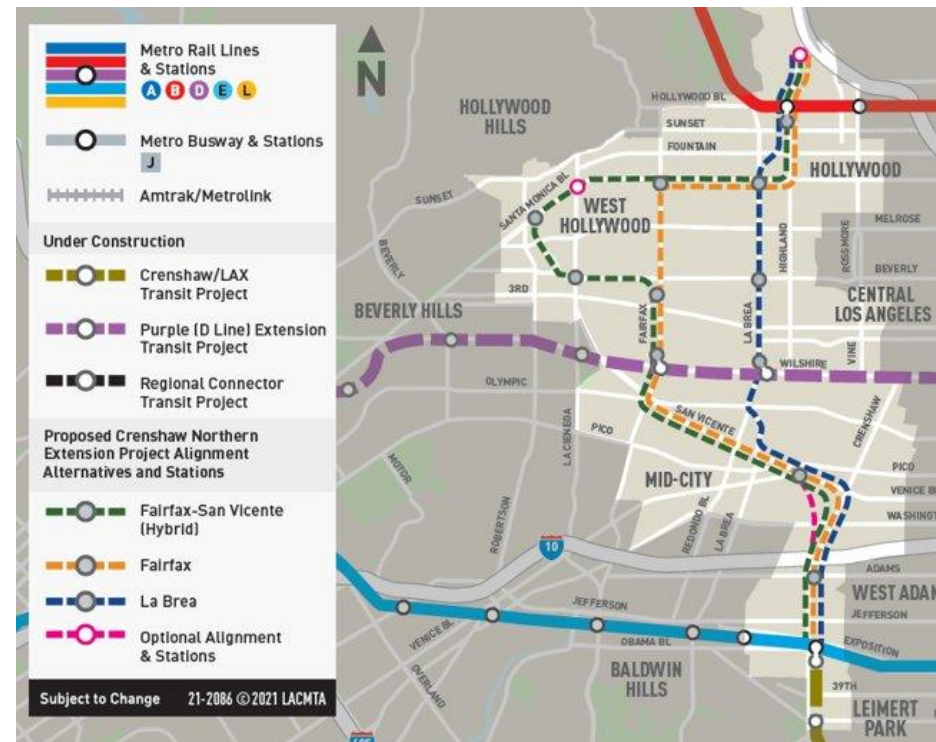 Metro Rail Lines
& Stations
A B D E L
Metro Busway & Stations
J
Amtrak/Metrolink
Under Construction
Crenshaw/LAX
Transit Project
Purple (D Line) Extension
Transit Project
Regional Connector
Transit Project
Proposed Crenshaw Northern
Extension Project Alignment
Alternatives and Stations
Fairfax-San Vicente
(Hybrid)
Fairfax
La Brea
Optional Alignment
& Stations
Subject to Change 21-2086 © 2021 LACMTA
N
HOLLYWOOD
HILLS
HOLLYWOOD BL
SUNSET
FOUNTAIN
HOLLYWOOD
SANTA MONICA BL
SUNSET
WEST
HOLLYWOOD
MELROSE
HIGHLAND
ROSSMORE
BEVERLY
BEVERLY
3RD
BEVERLY HILLS
CENTRAL
LOS ANGELES
FAIRFAX
LA BREA
VINE
WILSHIRE
OLYMPIC
SAN VICENTE
CRENSHAW
LA CIENEGA
PICO
MID-CITY
PICO
MOTOR
VENICE BL
ROBERTSON
REDONDO BL
LA BREA
WASHINGT
10
ADAMS
WEST ADAM
JEFFERSON
JEFFERSON
VENICE BL
OBAMA BL
EXPOSITION
OVERLAND
BALDWIN
HILLS
39TH
LEIMERT
PARK